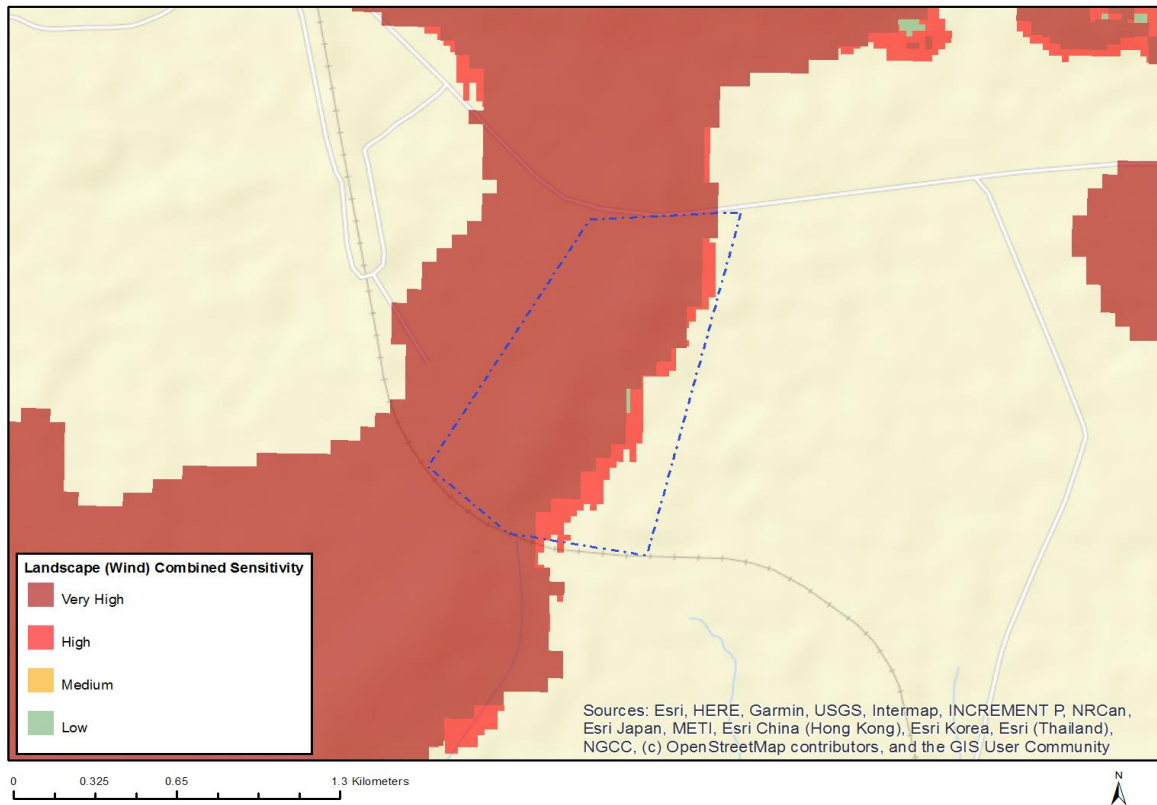 Landscape (Wind) Combined Sensitivity
Very High
High
Medium
Low
Sources: Esri, HERE, Garmin, USGS, Intermap, INCREMENT P, NRCan,
Esri Japan, METI, Esri China (Hong Kong), Esri Korea, Esri (Thailand),
NGCC, (c) OpenStreetMap contributors, and the GIS User Community
0 0.325 0.65 1.3 Kilometers
N